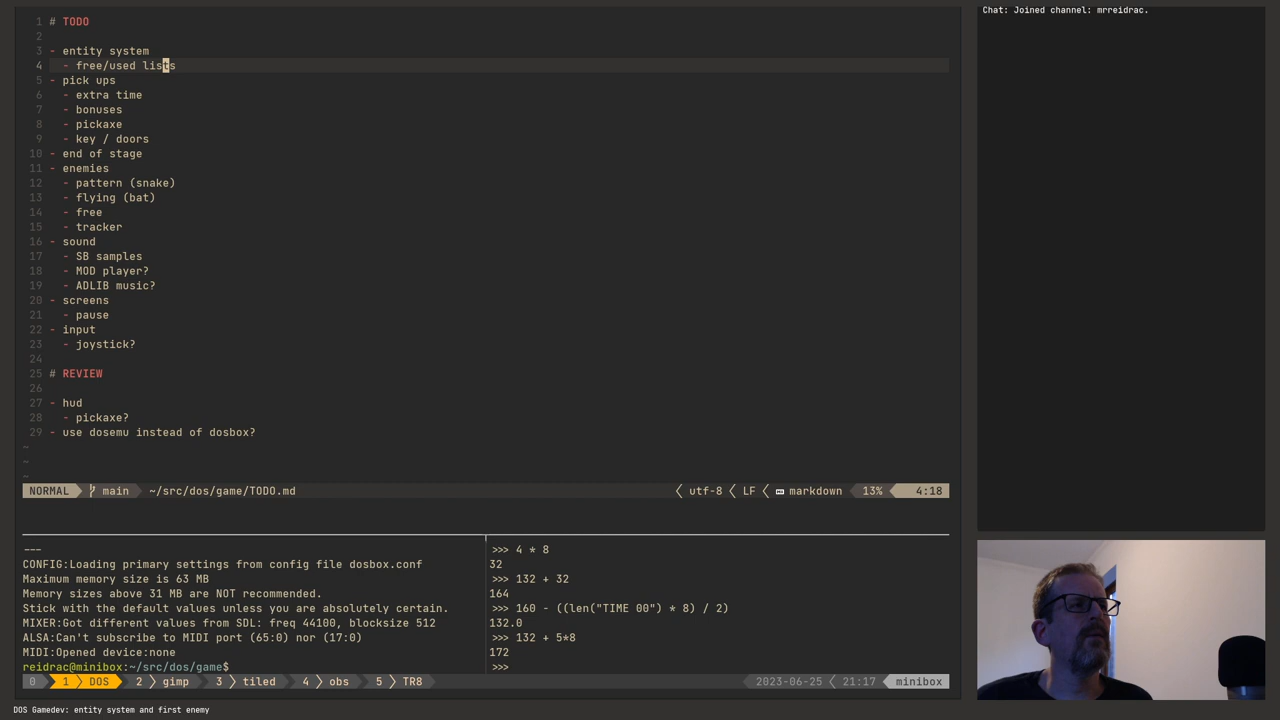 1 # TODO
2
3 - entity system
4   - free/used lists
5 - pick ups
6   - extra time
7   - bonuses
8   - pickaxe
9   - key / doors
10 - end of stage
11 - enemies
12   - pattern (snake)
13   - flying (bat)
14   - free
15   - tracker
16 - sound
17   - SB samples
18   - MOD player?
19   - ADLIB music?
20 - screens
21   - pause
22 - input
23   - joystick?
24
25 # REVIEW
26
27 - hud
28   - pickaxe?
29 - use dosemu instead of dosbox?
~
~
~
NORMAL main ~/src/dos/game/TODO.md utf-8 LF markdown 13% 4:18
---
CONFIG:Loading primary settings from config file dosbox.conf
Maximum memory size is 63 MB
Memory sizes above 31 MB are NOT recommended.
Stick with the default values unless you are absolutely certain.
MIXER:Got different values from SDL: freq 44100, blocksize 512
ALSA:Can't subscribe to MIDI port (65:0) nor (17:0)
MIDI:Opened device:none
reidrac@minibox:~/src/dos/game$
>>> 4 * 8
32
>>> 132 + 32
164
>>> 160 - ((len("TIME 00") * 8) / 2)
132.0
>>> 132 + 5*8
172
>>>
0 1 DOS 2 gimp 3 tiled 4 obs 5 TR8 2023-06-25 21:17 minibox
DOS Gamedev: entity system and first enemy
Chat: Joined channel: mrreidrac.